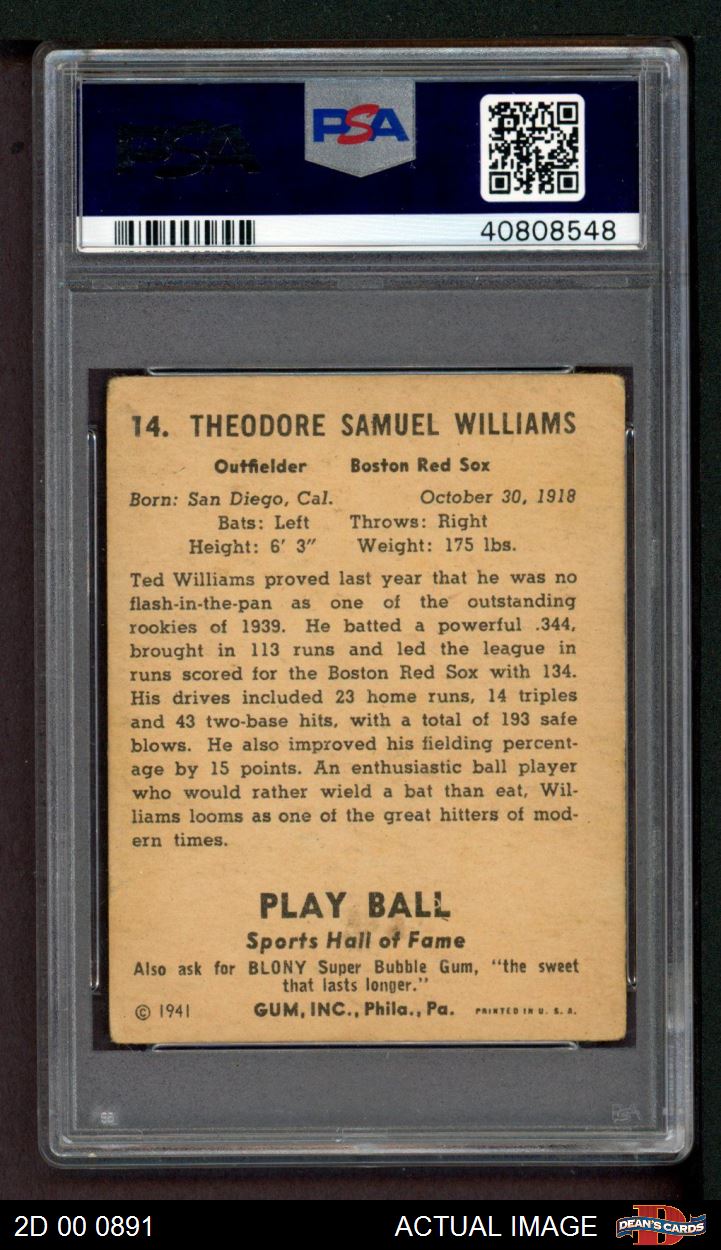 PSA
PSA
40808548
14. THEODORE SAMUEL WILLIAMS
Outfielder Boston Red Sox
Born: San Diego, Cal. October 30, 1918
Bats: Left Throws: Right
Height: 6' 3" Weight: 175 lbs.
Ted Williams proved last year that he was no
flash-in-the-pan as one of the outstanding
rookies of 1939. He batted a powerful .344,
brought in 113 runs and led the league in
runs scored for the Boston Red Sox with 134.
His drives included 23 home runs, 14 triples
and 43 two-base hits, with a total of 193 safe
blows. He also improved his fielding percent-
age by 15 points. An enthusiastic ball player
who would rather wield a bat than eat, Wil-
liams looms as one of the great hitters of mod-
ern times.
PLAY BALL
Sports Hall of Fame
Also ask for BLONY Super Bubble Gum, "the sweet
that lasts longer."
© 1941 GUM, INC., Phila., Pa. PRINTED IN U. S. A.
PSA
2D 00 0891 ACTUAL IMAGE DEAN'S CARDS